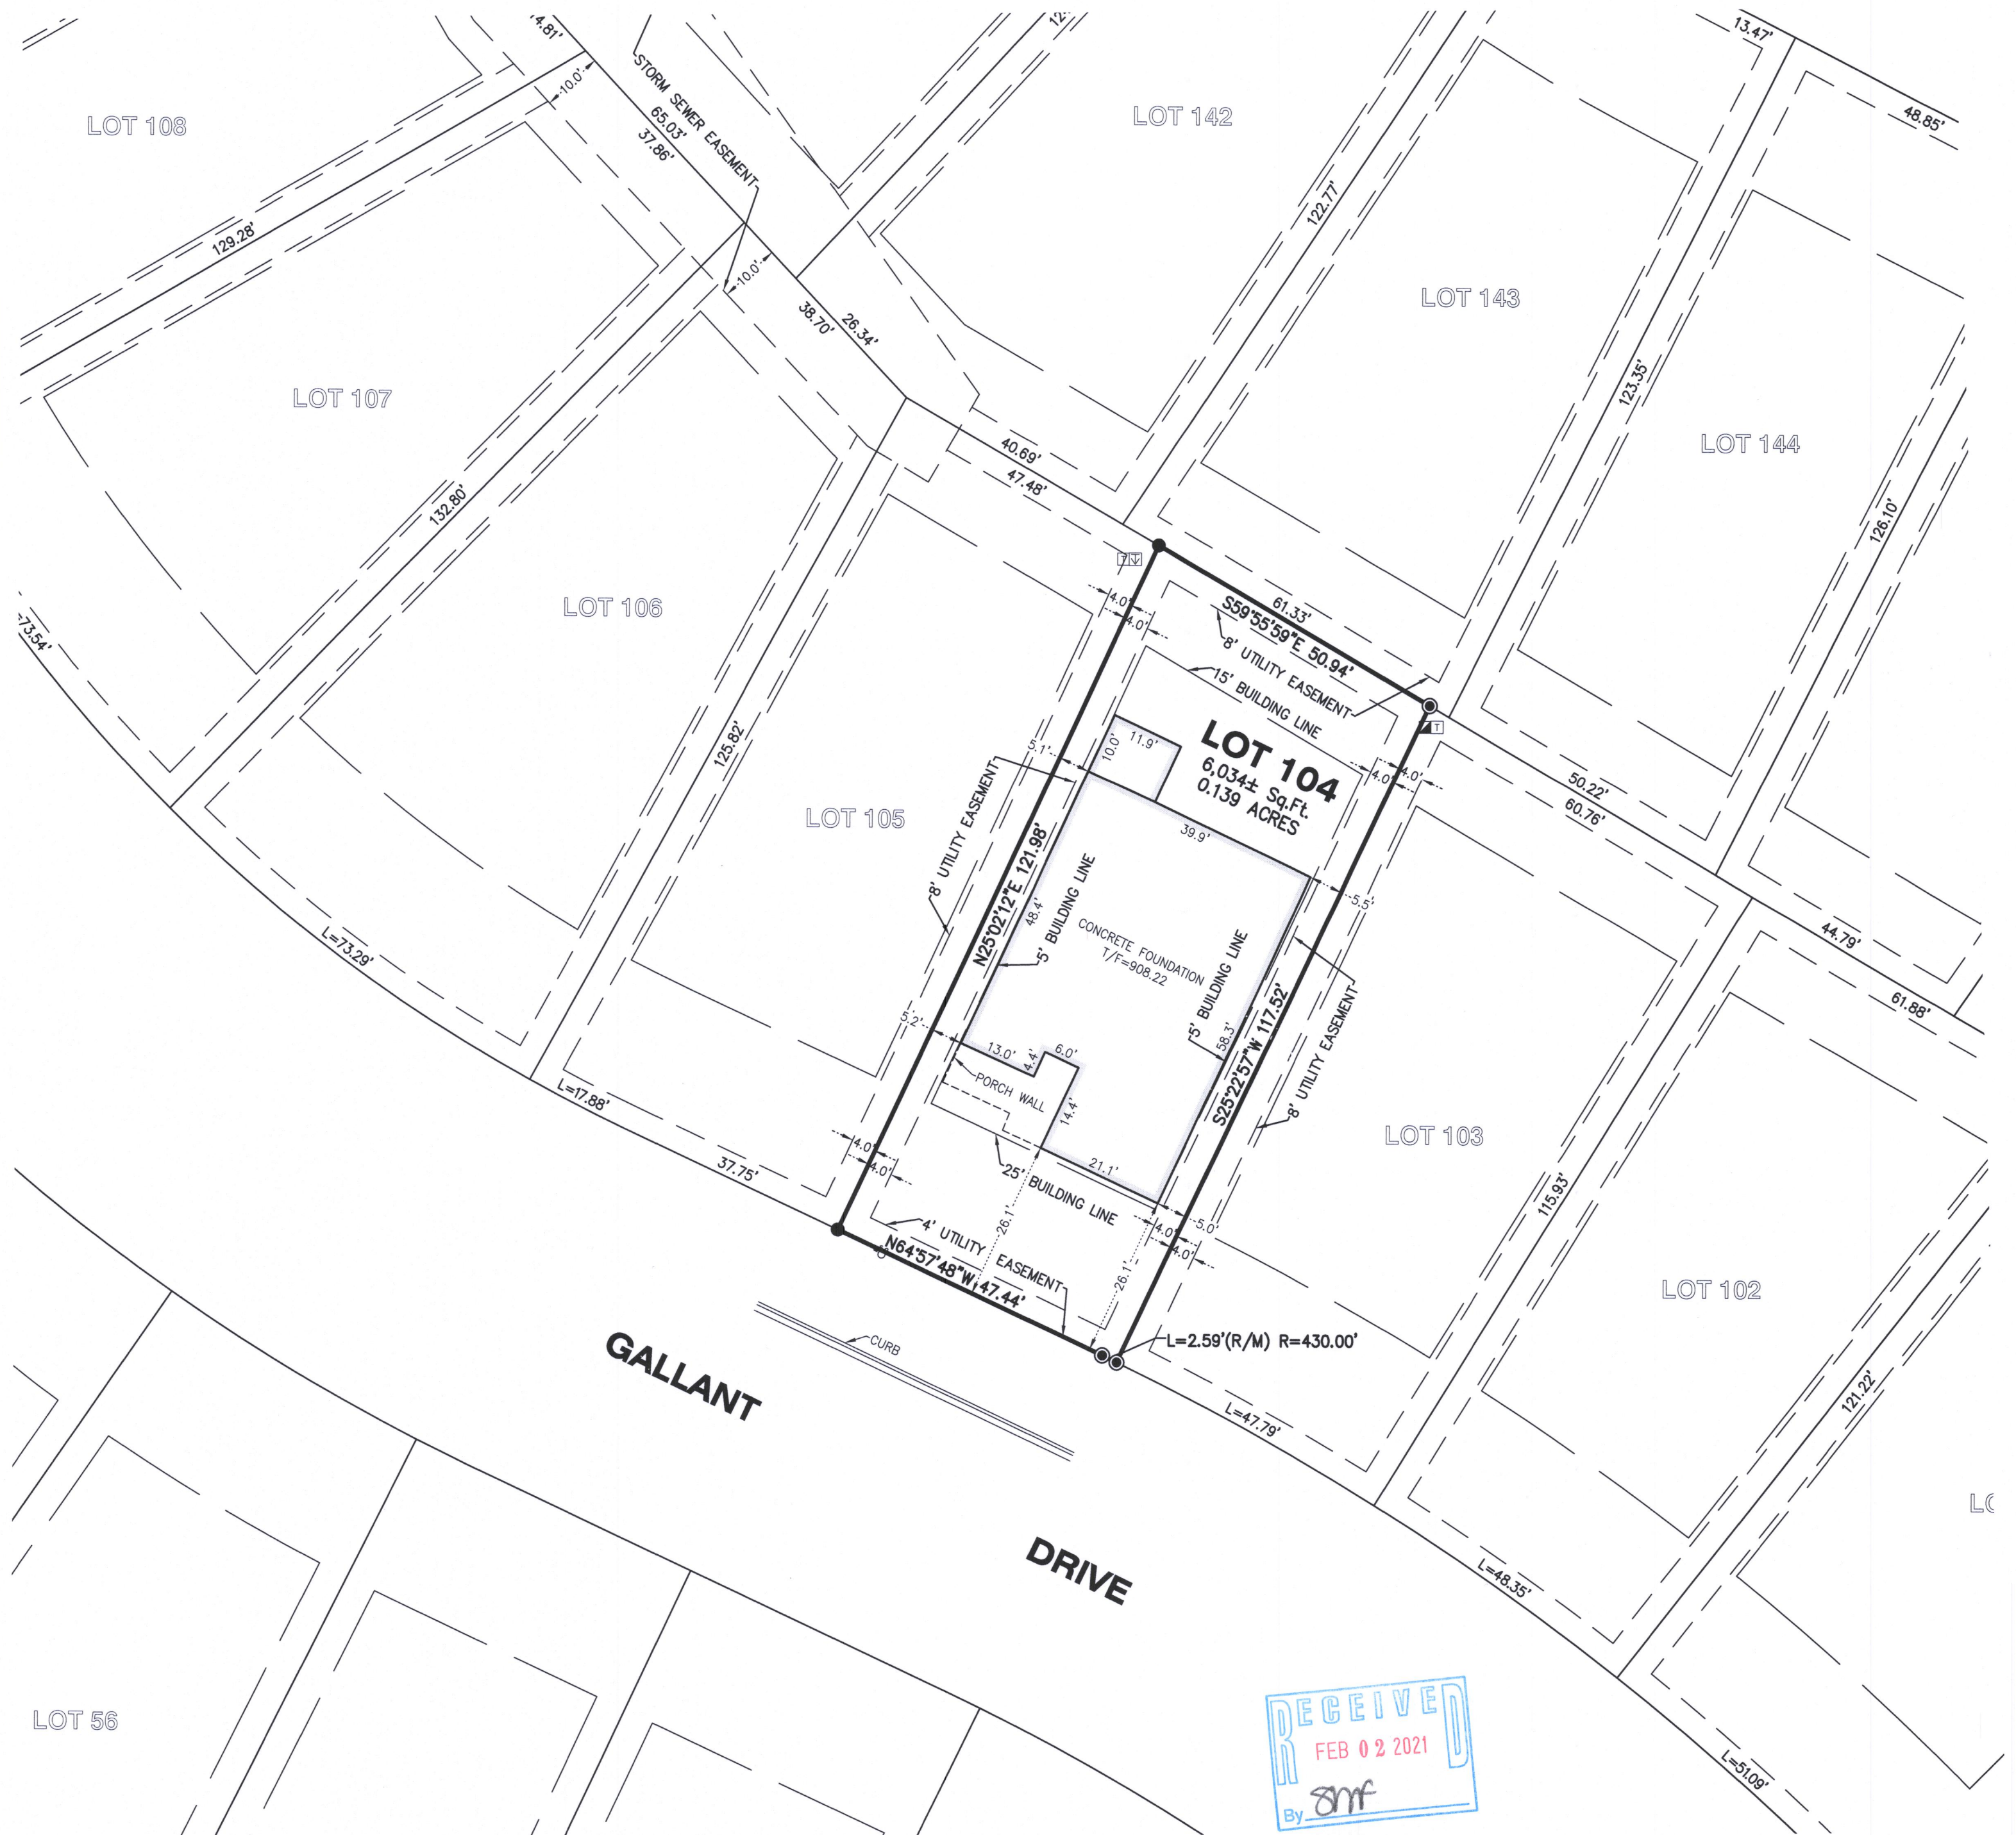 14.81'
10.0'
STORM SEWER EASEMENT
65.03'
37.86'
LOT 108
129.28'
LOT 142
122.77'
13.47'
48.85'
LOT 143
123.35'
LOT 144
126.10'
10.0'
38.70'
26.34'
LOT 107
132.80'
40.69'
47.48'
73.54'
LOT 106
125.82'
4.0'
4.0'
61.33'
S59°55'59"E 50.94'
8' UTILITY EASEMENT
15' BUILDING LINE
T
LOT 104
6,034± Sq.Ft.
0.139 ACRES
11.9'
10.0'
5.1'
4.0'
4.0'
50.22'
60.76'
LOT 105
8' UTILITY EASEMENT
N25°02'12"E 121.98'
48.4'
5' BUILDING LINE
39.9'
5.5'
CONCRETE FOUNDATION
T/F=908.22
5' BUILDING LINE
58.3'
S25°22'57"W 117.52'
8' UTILITY EASEMENT
44.79'
61.88'
L=73.29'
5.2'
13.0'
4.4'
6.0'
PORCH WALL
14.4'
L=17.88'
37.75'
4.0'
4.0'
21.1'
25' BUILDING LINE
26.1'
26.1'
4.0'
5.0'
4.0'
4' UTILITY EASEMENT
N64°57'48"W 47.44'
LOT 103
115.93'
LOT 102
121.22'
L=2.59'(R/M) R=430.00'
CURB
GALLANT
DRIVE
L=47.79'
L=48.35'
L=51.09'
LOT 56
RECEIVED
FEB 02 2021
By smf